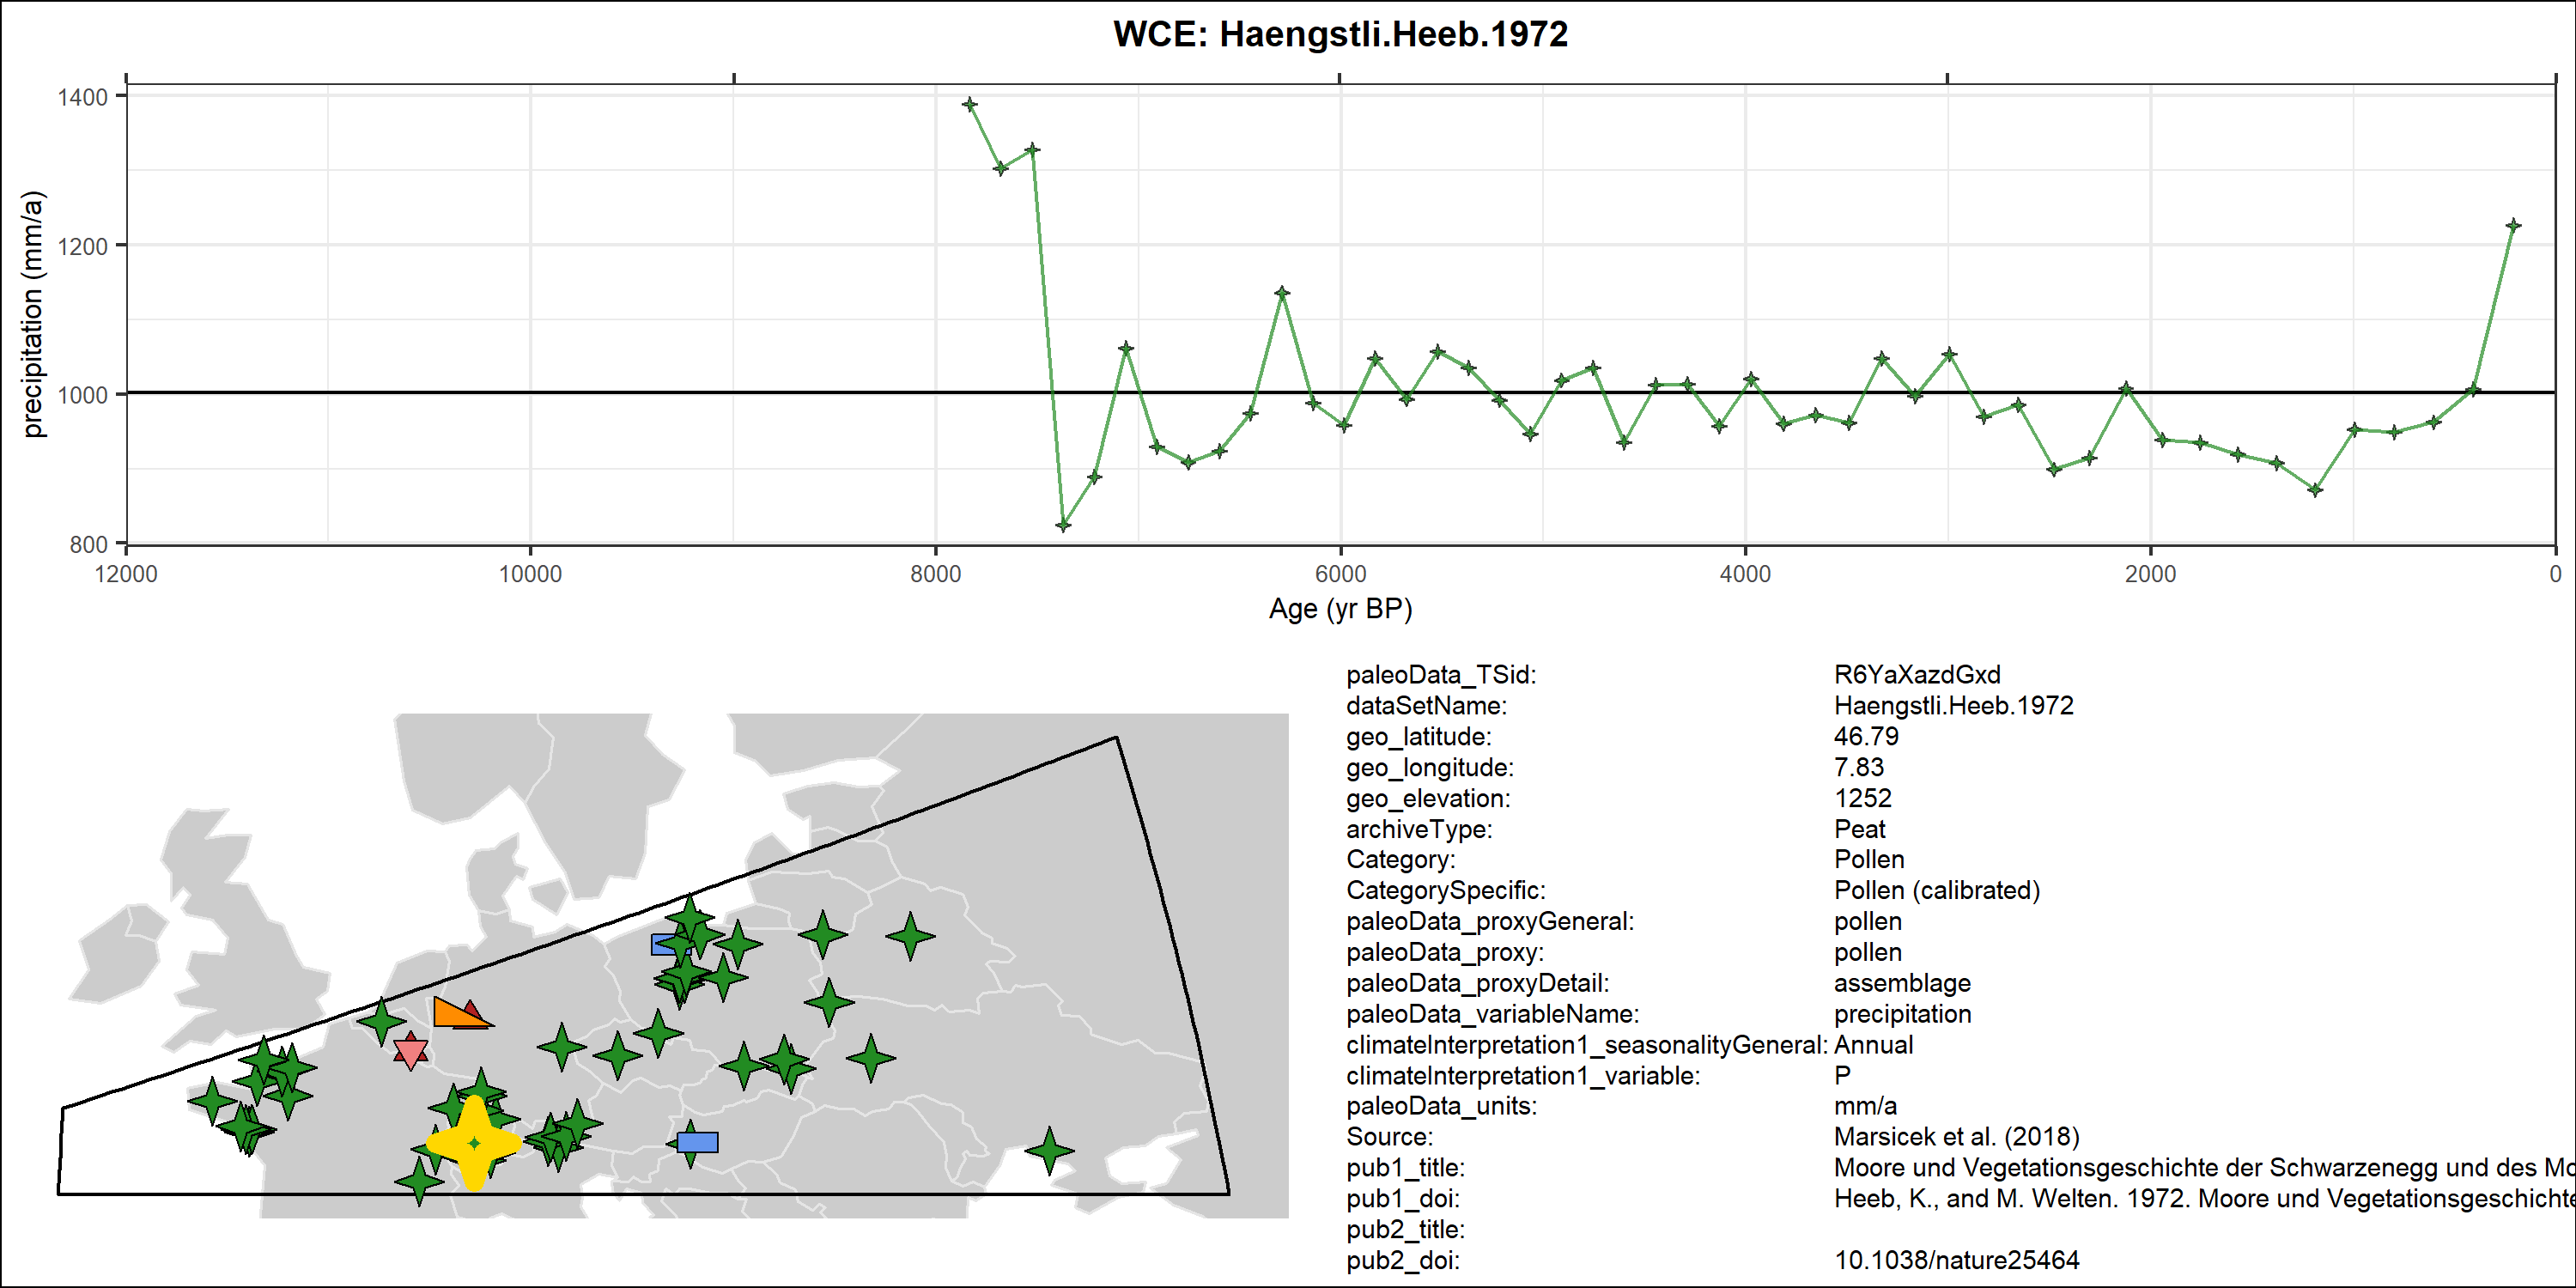 WCE: Haengstli.Heeb.1972
1400
1200
1000
800
precipitation (mm/a)
12000 10000 8000 6000 4000 2000 0
Age (yr BP)
paleoData_TSid: R6YaXazdGxd
dataSetName: Haengstli.Heeb.1972
geo_latitude: 46.79
geo_longitude: 7.83
geo_elevation: 1252
archiveType: Peat
Category: Pollen
CategorySpecific: Pollen (calibrated)
paleoData_proxyGeneral: pollen
paleoData_proxy: pollen
paleoData_proxyDetail: assemblage
paleoData_variableName: precipitation
climateInterpretation1_seasonalityGeneral: Annual
climateInterpretation1_variable: P
paleoData_units: mm/a
Source: Marsicek et al. (2018)
pub1_title: Moore und Vegetationsgeschichte der Schwarzenegg und des
pub1_doi: Heeb, K., and M. Welten. 1972. Moore und Vegetationsgeschichte
pub2_title:
pub2_doi: 10.1038/nature25464